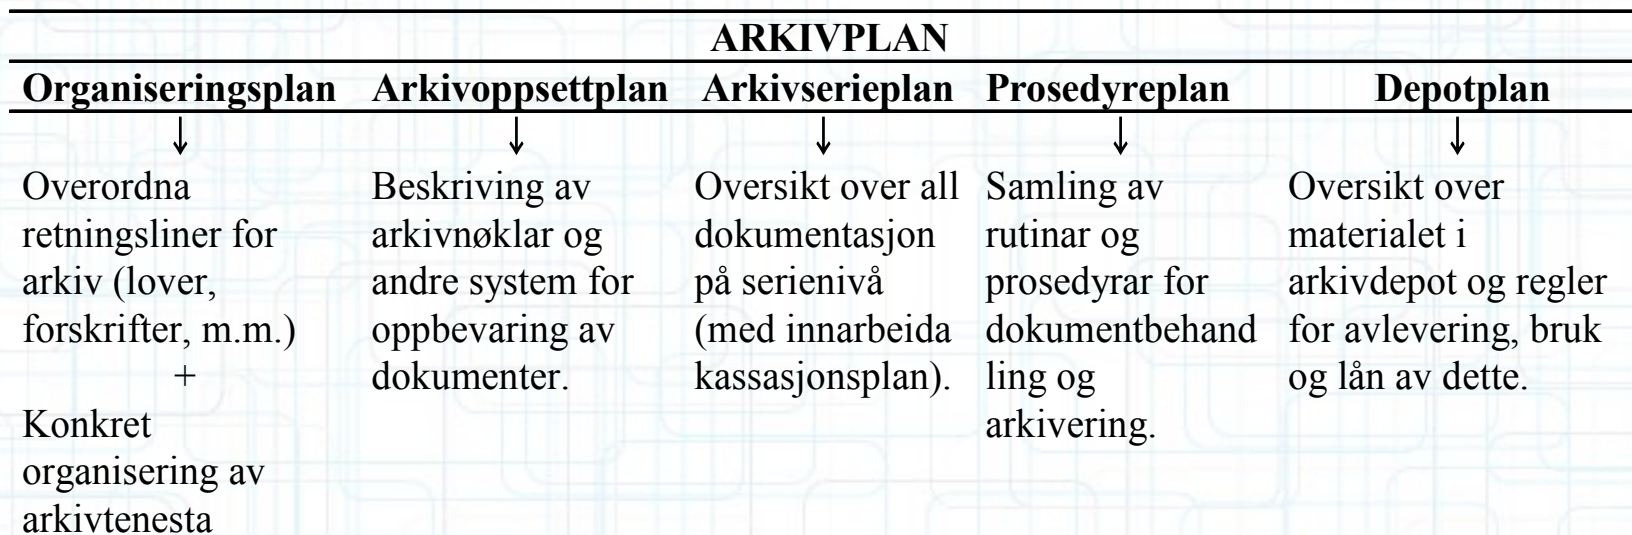 ARKIVPLAN
Organiseringsplan Arkivoppsettplan Arkivserieplan Prosedyreplan Depotplan
Overordna
retningsliner for
arkiv (lover,
forskrifter, m.m.)
+
Konkret
organisering av
arkivtenesta
Beskriving av
arkivnøklar og
andre system for
oppbevaring av
dokumenter.
Oversikt over all
dokumentasjon
på serienivå
(med innarbeida
kassasjonsplan).
Samling av
rutinar og
prosedyrar for
dokumentbehand
ling og
arkivering.
Oversikt over
materialet i
arkivdepot og regler
for avlevering, bruk
og lån av dette.